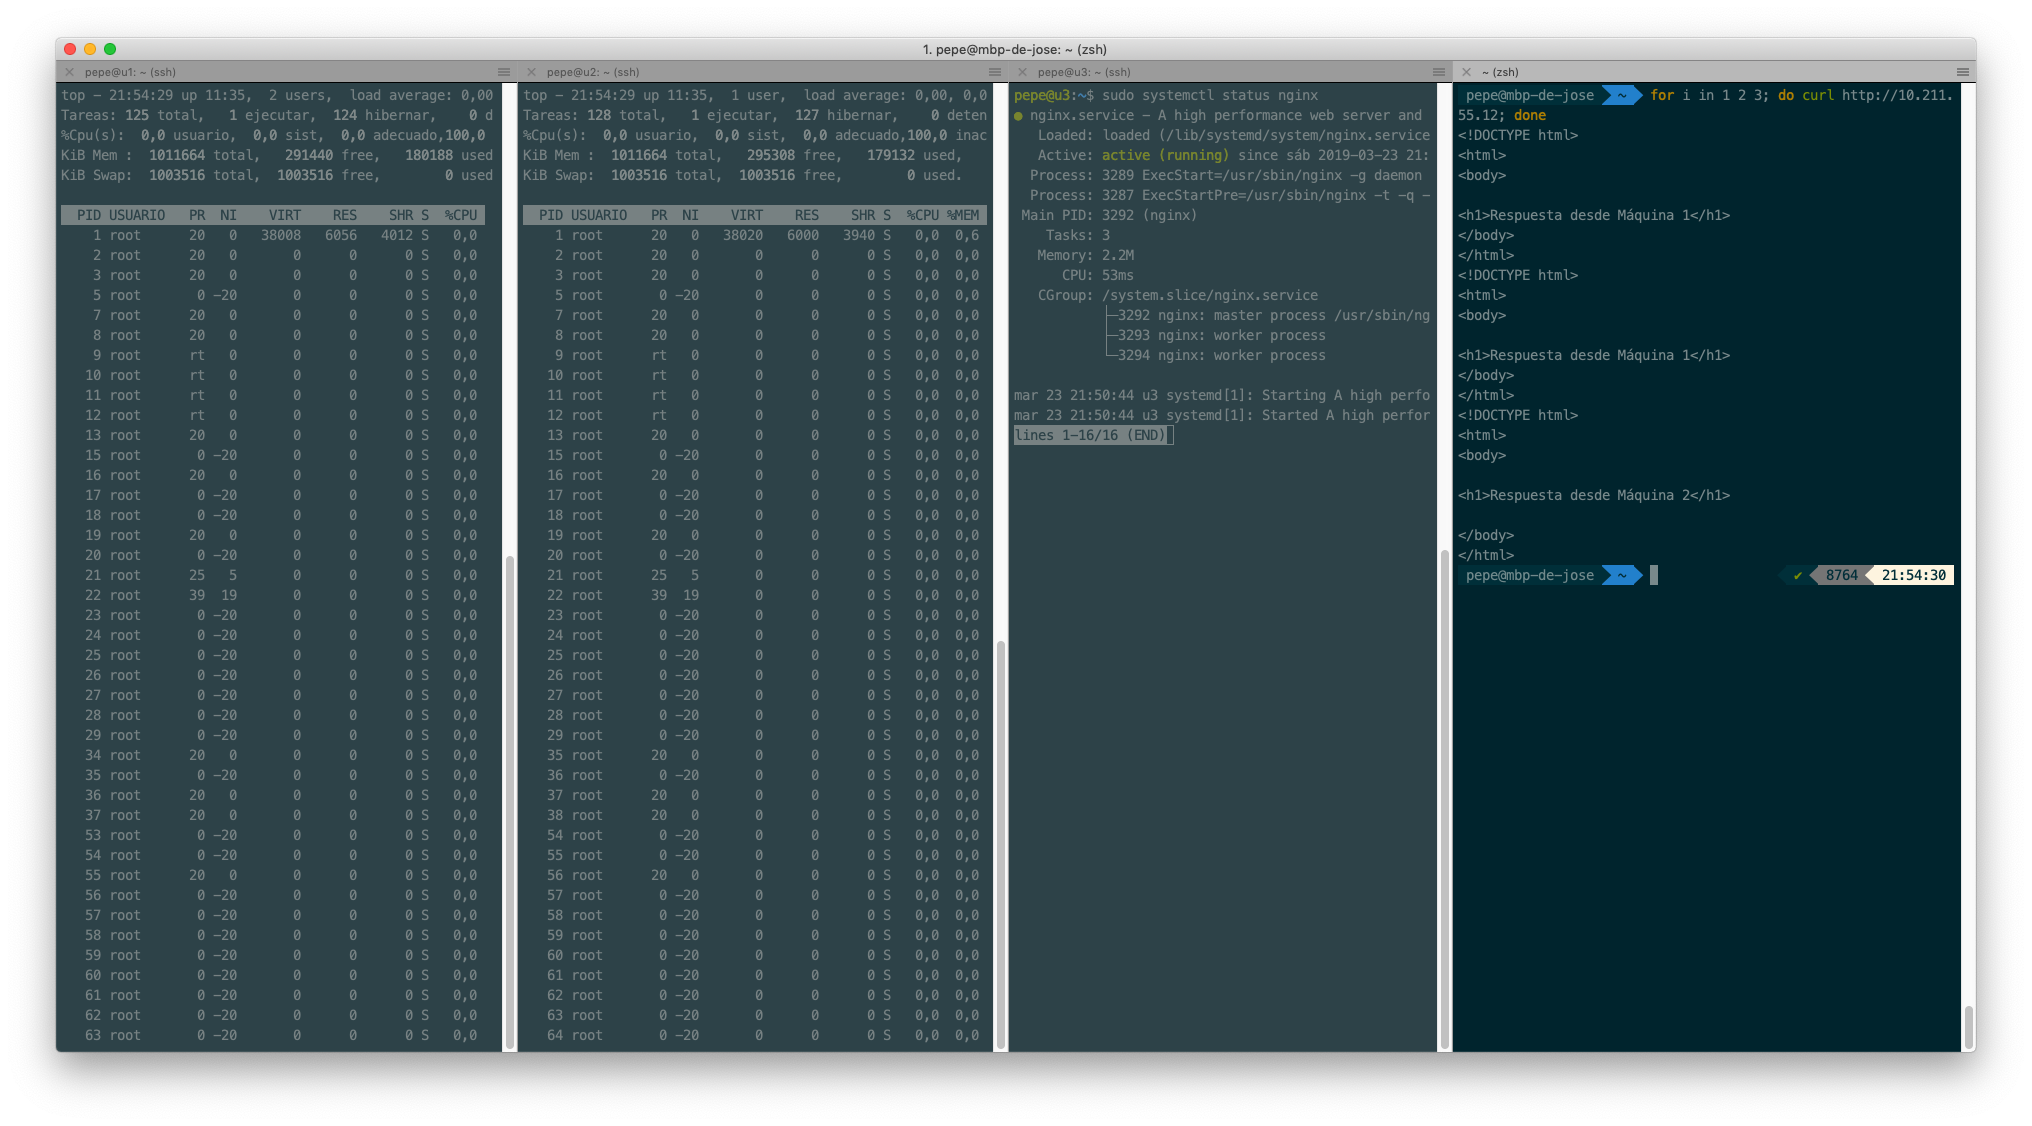 1. pepe@mbp-de-jose: ~ (zsh)
pepe@u1: ~ (ssh)
top – 21:54:29 up 11:35,  2 users,  load average: 0,00
Tareas: 125 total,   1 ejecutar,  124 hibernar,    0 d
%Cpu(s):  0,0 usuario,  0,0 sist,  0,0 adecuado,100,0
KiB Mem :  1011664 total,   291440 free,   180188 used
KiB Swap:  1003516 total,  1003516 free,        0 used
PID USUARIO   PR  NI    VIRT    RES    SHR S  %CPU
1 root      20   0   38008   6056   4012 S   0,0
2 root      20   0       0      0      0 S   0,0
3 root      20   0       0      0      0 S   0,0
5 root       0 –20       0      0      0 S   0,0
7 root      20   0       0      0      0 S   0,0
8 root      20   0       0      0      0 S   0,0
9 root      rt   0       0      0      0 S   0,0
10 root      rt   0       0      0      0 S   0,0
11 root      rt   0       0      0      0 S   0,0
12 root      rt   0       0      0      0 S   0,0
13 root      20   0       0      0      0 S   0,0
15 root       0 –20       0      0      0 S   0,0
16 root      20   0       0      0      0 S   0,0
17 root       0 –20       0      0      0 S   0,0
18 root       0 –20       0      0      0 S   0,0
19 root      20   0       0      0      0 S   0,0
20 root       0 –20       0      0      0 S   0,0
21 root      25   5       0      0      0 S   0,0
22 root      39  19       0      0      0 S   0,0
23 root       0 –20       0      0      0 S   0,0
24 root       0 –20       0      0      0 S   0,0
25 root       0 –20       0      0      0 S   0,0
26 root       0 –20       0      0      0 S   0,0
27 root       0 –20       0      0      0 S   0,0
28 root       0 –20       0      0      0 S   0,0
29 root       0 –20       0      0      0 S   0,0
34 root      20   0       0      0      0 S   0,0
35 root       0 –20       0      0      0 S   0,0
36 root      20   0       0      0      0 S   0,0
37 root      20   0       0      0      0 S   0,0
53 root       0 –20       0      0      0 S   0,0
54 root       0 –20       0      0      0 S   0,0
55 root      20   0       0      0      0 S   0,0
56 root       0 –20       0      0      0 S   0,0
57 root       0 –20       0      0      0 S   0,0
58 root       0 –20       0      0      0 S   0,0
59 root       0 –20       0      0      0 S   0,0
60 root       0 –20       0      0      0 S   0,0
61 root       0 –20       0      0      0 S   0,0
62 root       0 –20       0      0      0 S   0,0
63 root       0 –20       0      0      0 S   0,0
pepe@u2: ~ (ssh)
top – 21:54:29 up 11:35,  1 user,  load average: 0,00, 0,0
Tareas: 128 total,   1 ejecutar,  127 hibernar,    0 deten
%Cpu(s):  0,0 usuario,  0,0 sist,  0,0 adecuado,100,0 inac
KiB Mem :  1011664 total,   295308 free,   179132 used,
KiB Swap:  1003516 total,  1003516 free,        0 used.
PID USUARIO   PR  NI    VIRT    RES    SHR S  %CPU %MEM
1 root      20   0   38020   6000   3940 S   0,0  0,6
2 root      20   0       0      0      0 S   0,0  0,0
3 root      20   0       0      0      0 S   0,0  0,0
5 root       0 –20       0      0      0 S   0,0  0,0
7 root      20   0       0      0      0 S   0,0  0,0
8 root      20   0       0      0      0 S   0,0  0,0
9 root      rt   0       0      0      0 S   0,0  0,0
10 root      rt   0       0      0      0 S   0,0  0,0
11 root      rt   0       0      0      0 S   0,0  0,0
12 root      rt   0       0      0      0 S   0,0  0,0
13 root      20   0       0      0      0 S   0,0  0,0
15 root       0 –20       0      0      0 S   0,0  0,0
16 root      20   0       0      0      0 S   0,0  0,0
17 root       0 –20       0      0      0 S   0,0  0,0
18 root       0 –20       0      0      0 S   0,0  0,0
19 root      20   0       0      0      0 S   0,0  0,0
20 root       0 –20       0      0      0 S   0,0  0,0
21 root      25   5       0      0      0 S   0,0  0,0
22 root      39  19       0      0      0 S   0,0  0,0
23 root       0 –20       0      0      0 S   0,0  0,0
24 root       0 –20       0      0      0 S   0,0  0,0
25 root       0 –20       0      0      0 S   0,0  0,0
26 root       0 –20       0      0      0 S   0,0  0,0
27 root       0 –20       0      0      0 S   0,0  0,0
28 root       0 –20       0      0      0 S   0,0  0,0
29 root       0 –20       0      0      0 S   0,0  0,0
35 root      20   0       0      0      0 S   0,0  0,0
36 root       0 –20       0      0      0 S   0,0  0,0
37 root      20   0       0      0      0 S   0,0  0,0
38 root      20   0       0      0      0 S   0,0  0,0
54 root       0 –20       0      0      0 S   0,0  0,0
55 root       0 –20       0      0      0 S   0,0  0,0
56 root      20   0       0      0      0 S   0,0  0,0
57 root       0 –20       0      0      0 S   0,0  0,0
58 root       0 –20       0      0      0 S   0,0  0,0
59 root       0 –20       0      0      0 S   0,0  0,0
60 root       0 –20       0      0      0 S   0,0  0,0
61 root       0 –20       0      0      0 S   0,0  0,0
62 root       0 –20       0      0      0 S   0,0  0,0
63 root       0 –20       0      0      0 S   0,0  0,0
64 root       0 –20       0      0      0 S   0,0  0,0
pepe@u3: ~ (ssh)
pepe@u3:~$ sudo systemctl status nginx
● nginx.service – A high performance web server and
Loaded: loaded (/lib/systemd/system/nginx.service
Active: active (running) since sáb 2019–03–23 21:
Process: 3289 ExecStart=/usr/sbin/nginx –g daemon
Process: 3287 ExecStartPre=/usr/sbin/nginx –t –q –
Main PID: 3292 (nginx)
Tasks: 3
Memory: 2.2M
CPU: 53ms
CGroup: /system.slice/nginx.service
├─3292 nginx: master process /usr/sbin/ng
├─3293 nginx: worker process
└─3294 nginx: worker process
mar 23 21:50:44 u3 systemd[1]: Starting A high perfo
mar 23 21:50:44 u3 systemd[1]: Started A high perfor
lines 1–16/16 (END)
~ (zsh)
pepe@mbp–de–jose ~ for i in 1 2 3; do curl http://10.211.
55.12; done
<!DOCTYPE html>
<html>
<body>
<h1>Respuesta desde Máquina 1</h1>
</body>
</html>
<!DOCTYPE html>
<html>
<body>
<h1>Respuesta desde Máquina 1</h1>
</body>
</html>
<!DOCTYPE html>
<html>
<body>
<h1>Respuesta desde Máquina 2</h1>
</body>
</html>
pepe@mbp–de–jose ~ ✔ 8764 21:54:30